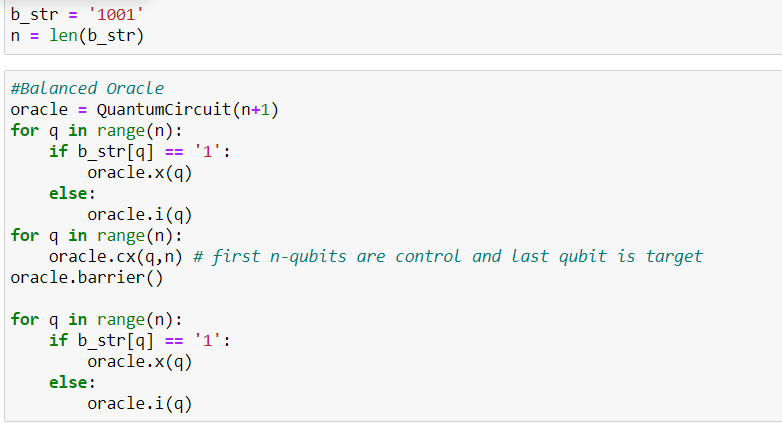 b_str = '1001'
n = len(b_str)
#Balanced Oracle
oracle = QuantumCircuit(n+1)
for q in range(n):
    if b_str[q] == '1':
        oracle.x(q)
    else:
        oracle.i(q)
for q in range(n):
    oracle.cx(q,n) # first n-qubits are control and last qubit is target
oracle.barrier()

for q in range(n):
    if b_str[q] == '1':
        oracle.x(q)
    else:
        oracle.i(q)